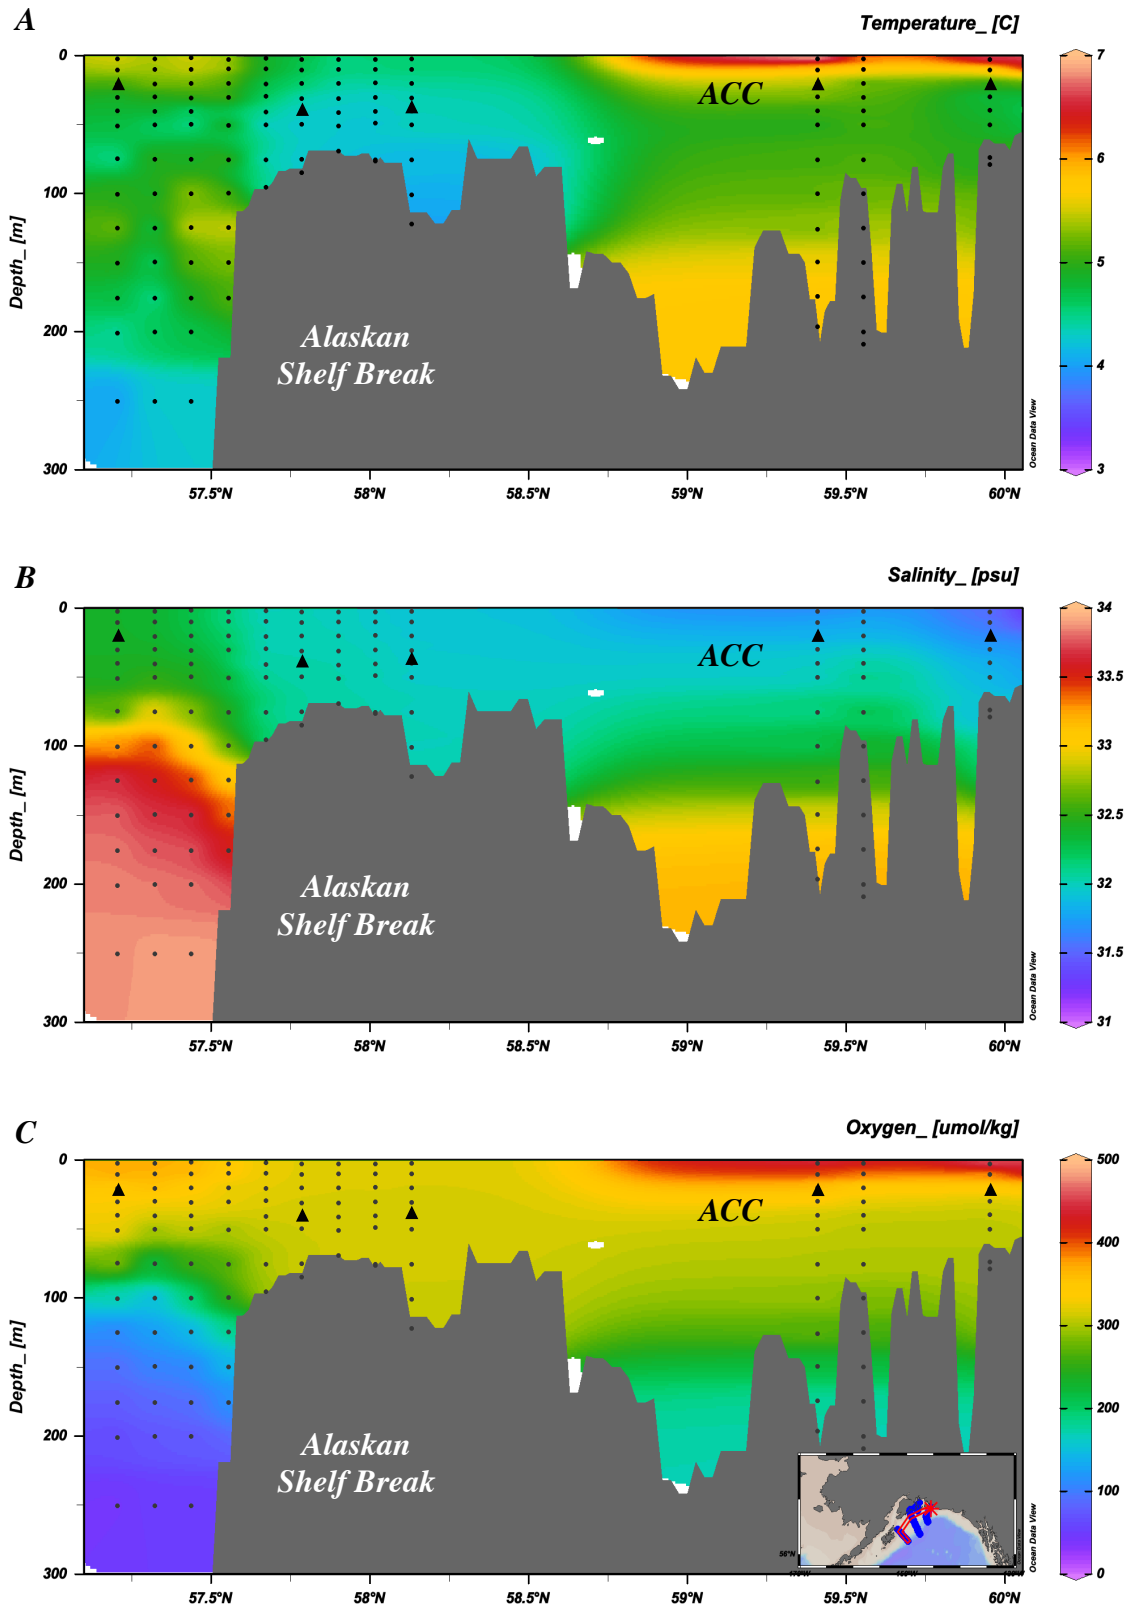 A
Temperature_ [C]
0
100
200
300
Depth_ [m]
ACC
Alaskan
Shelf Break
57.5°N
58°N
58.5°N
59°N
59.5°N
60°N
Ocean Data View
7
6
5
4
3
B
Salinity_ [psu]
0
100
200
300
Depth_ [m]
ACC
Alaskan
Shelf Break
57.5°N
58°N
58.5°N
59°N
59.5°N
60°N
Ocean Data View
34
33.5
33
32.5
32
31.5
31
C
Oxygen_ [umol/kg]
0
100
200
300
Depth_ [m]
ACC
Alaskan
Shelf Break
57.5°N
58°N
58.5°N
59°N
59.5°N
60°N
Ocean Data View
500
400
300
200
100
0
56°N